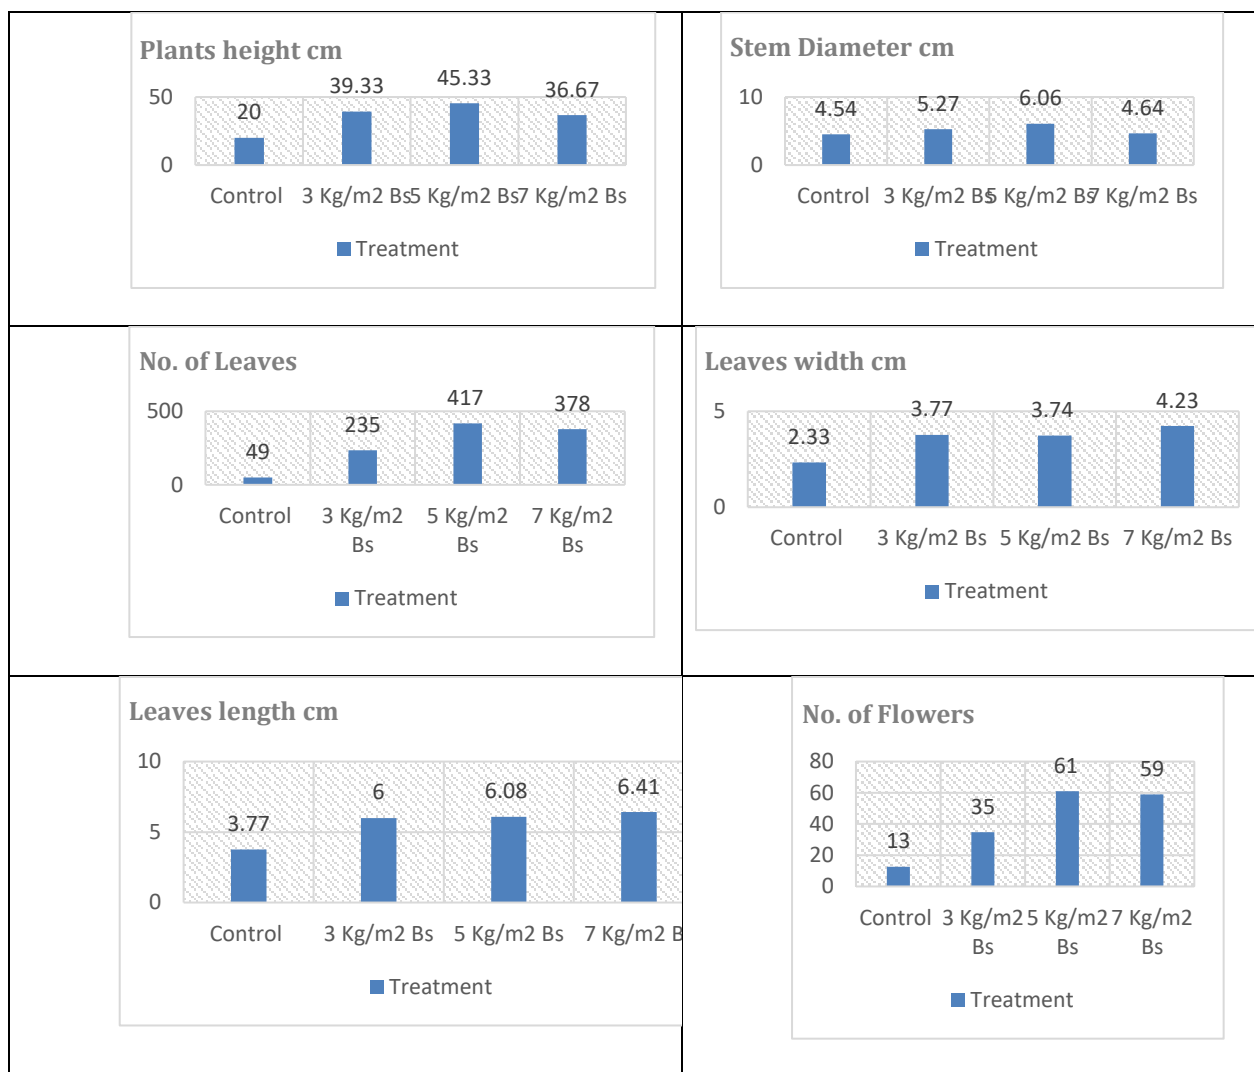 Plants height cm
50
0
20
39.33
45.33
36.67
Control 3 Kg/m2 Bs 5 Kg/m2 Bs 7 Kg/m2 Bs
Treatment
Stem Diameter cm
10
0
4.54
5.27
6.06
4.64
Control 3 Kg/m2 Bs 5 Kg/m2 Bs 7 Kg/m2 Bs
Treatment
No. of Leaves
500
0
49
235
417
378
Control 3 Kg/m2 5 Kg/m2 7 Kg/m2
Bs Bs Bs
Treatment
Leaves width cm
5
0
2.33
3.77
3.74
4.23
Control 3 Kg/m2 Bs 5 Kg/m2 Bs 7 Kg/m2 Bs
Treatment
Leaves length cm
10
5
0
3.77
6
6.08
6.41
Control 3 Kg/m2 Bs 5 Kg/m2 Bs 7 Kg/m2 B
Treatment
No. of Flowers
80
60
40
20
0
13
35
61
59
Control 3 Kg/m2 5 Kg/m2 7 Kg/m2
Bs Bs Bs
Treatment